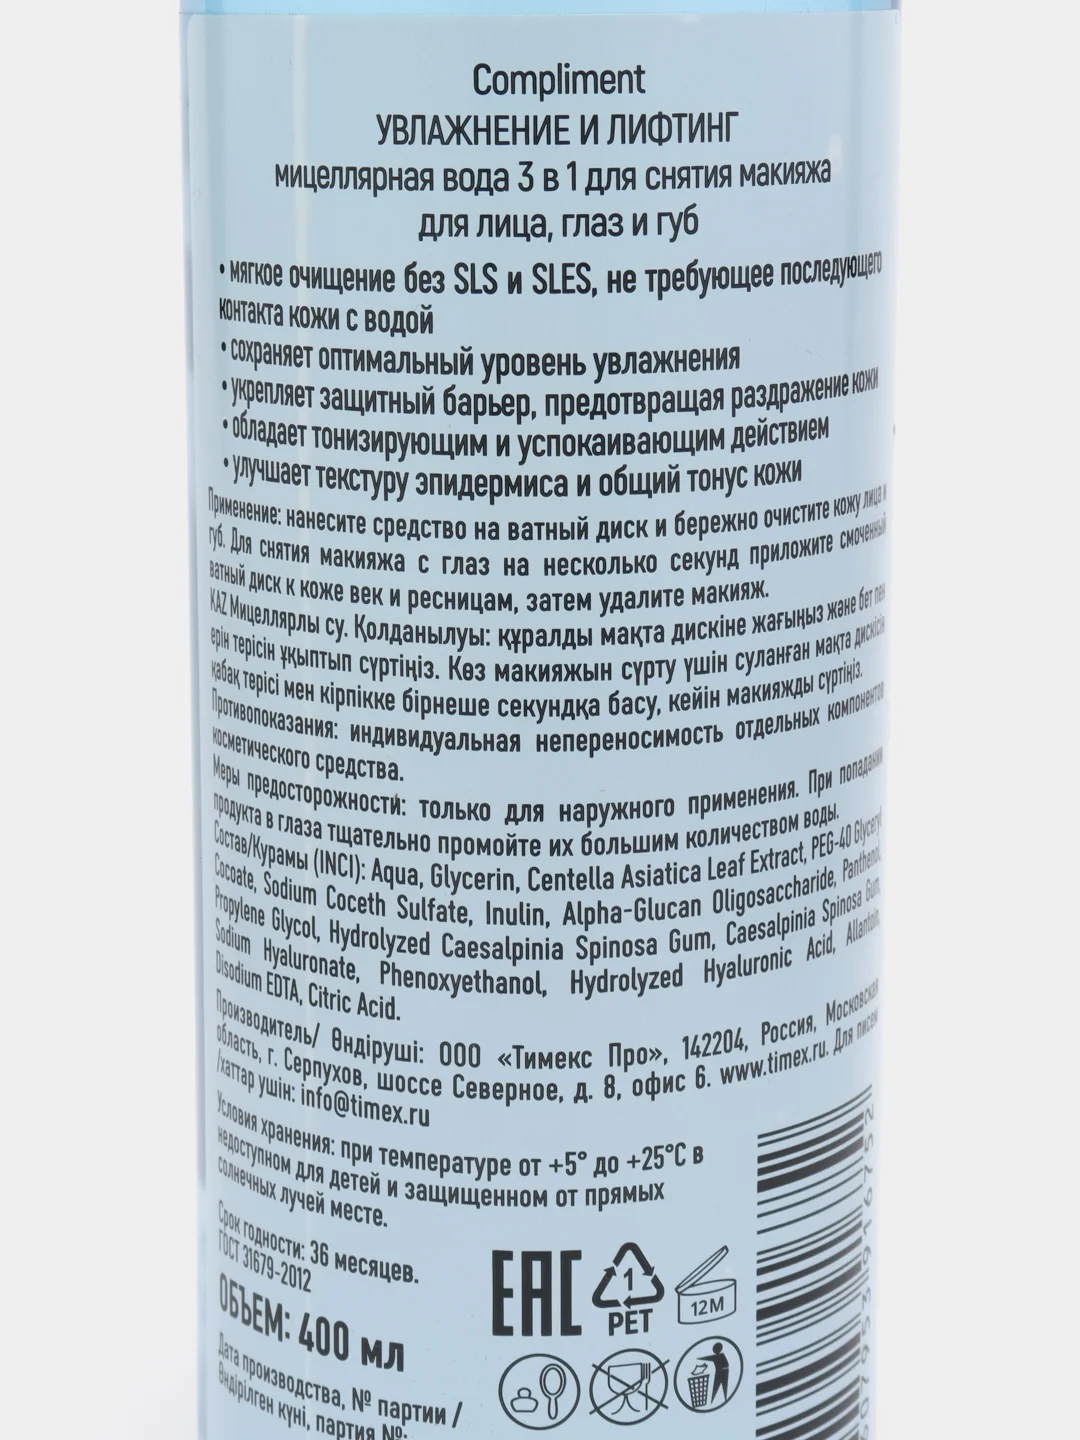 Compliment
УВЛАЖНЕНИЕ И ЛИФТИНГ
мицеллярная вода 3 в 1 для снятия макияжа
для лица, глаз и губ
• мягкое очищение без SLS и SLES, не требующее последующего
контакта кожи с водой
• сохраняет оптимальный уровень увлажнения
• укрепляет защитный барьер, предотвращая раздражение кожи
• обладает тонизирующим и успокаивающим действием
• улучшает текстуру эпидермиса и общий тонус кожи
Применение: нанесите средство на ватный диск и бережно очистите кожу лица и
губ. Для снятия макияжа с глаз на несколько секунд приложите смоченный
ватный диск к коже век и ресницам, затем удалите макияж.
KAZ Мицеллярлы су. Қолданылуы: құралды мақта дискіне жағыңыз және бет пен
ерін терісін ұқыптып сүртіңіз. Көз макияжын сүрту үшін суланған мақта дискісін
қабақ терісі мен кірпікке бірнеше секундқа басу, кейін макияжды сүртіңіз.
Противопоказания: индивидуальная непереносимость отдельных компонентов
косметического средства.
Меры предосторожности: только для наружного применения. При попадании
продукта в глаза тщательно промойте их большим количеством воды.
Состав/Құрамы (INCI): Aqua, Glycerin, Centella Asiatica Leaf Extract, PEG-40 Glyceryl
Cocoate, Sodium Coceth Sulfate, Inulin, Alpha-Glucan Oligosaccharide, Panthenol,
Propylene Glycol, Hydrolyzed Caesalpinia Spinosa Gum, Caesalpinia Spinosa Gum,
Sodium Hyaluronate, Phenoxyethanol, Hydrolyzed Hyaluronic Acid, Allantoin,
Disodium EDTA, Citric Acid.
Производитель/ Өндіруші: ООО «Тимекс Про», 142204, Россия, Московская
область, г. Серпухов, шоссе Северное, д. 8, офис 6. www.timex.ru. Для писем
/хаттар үшін: info@timex.ru
Условия хранения: при температуре от +5° до +25°С в
недоступном для детей и защищенном от прямых
солнечных лучей месте.
Срок годности: 36 месяцев.
ГОСТ 31679-2012
ОБЪЕМ: 400 мл
EAC
1
PET
12M
Дата производства, № партии /
Өндірілген күні, партия №:
607953916752